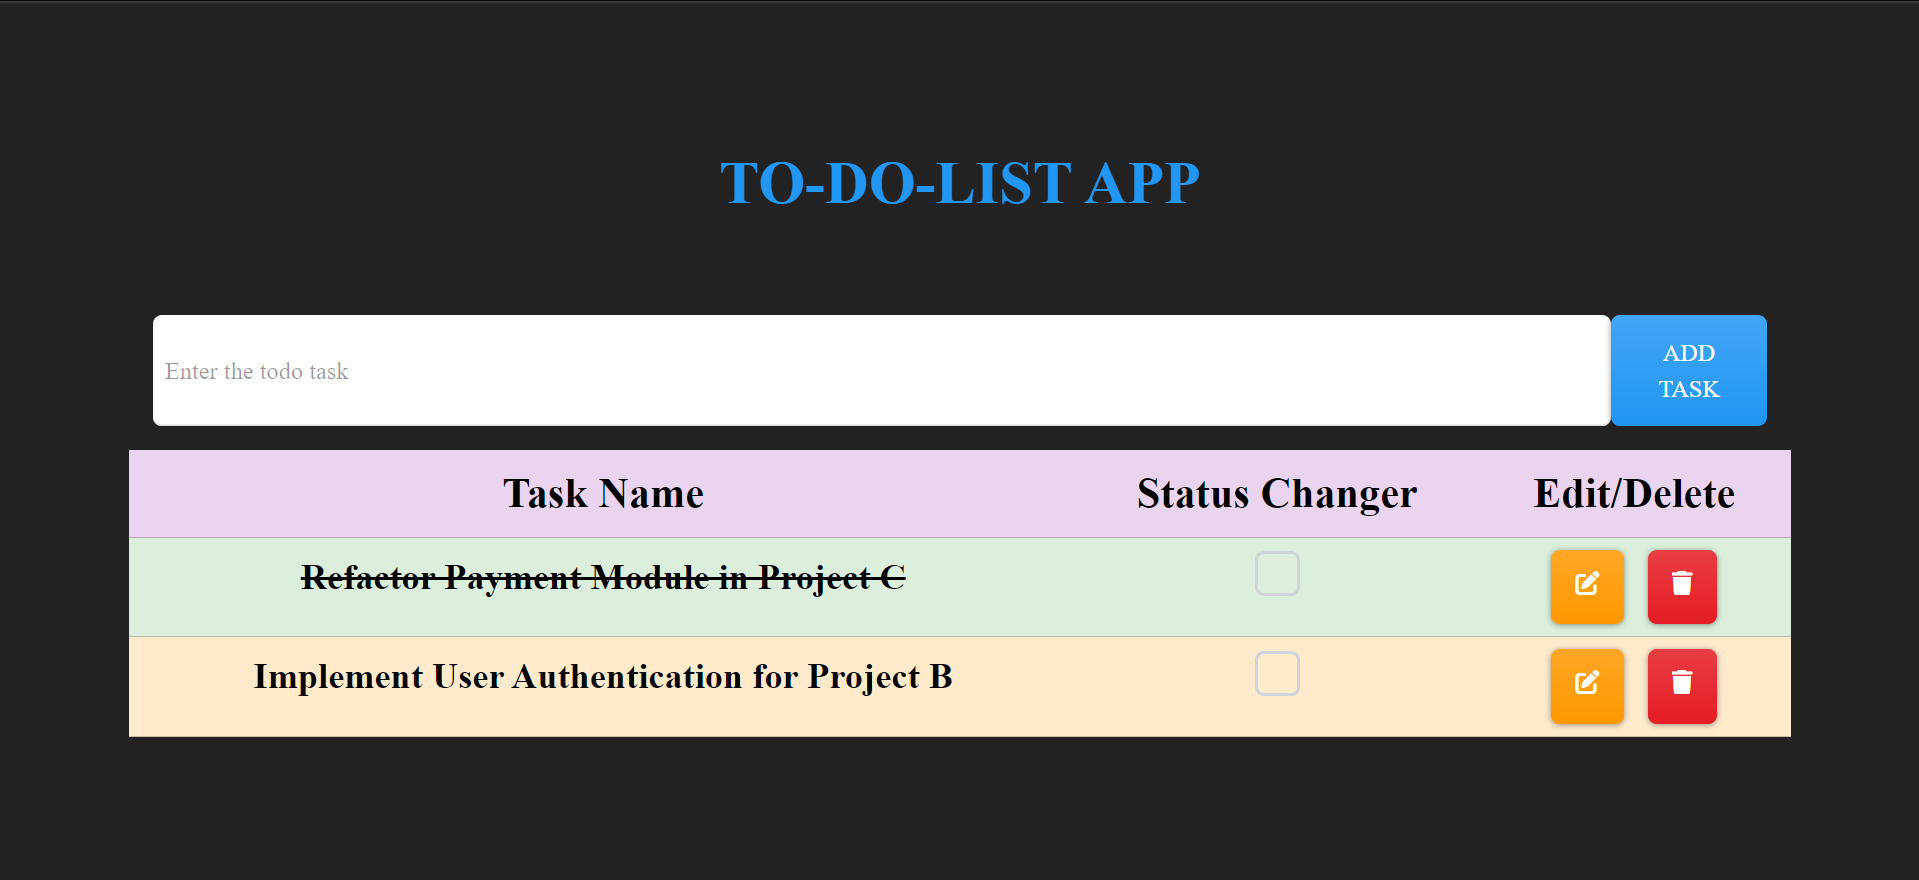 TO-DO-LIST APP
Enter the todo task
ADD
TASK
Task Name Status Changer Edit/Delete
Refactor Payment Module in Project C
Implement User Authentication for Project B